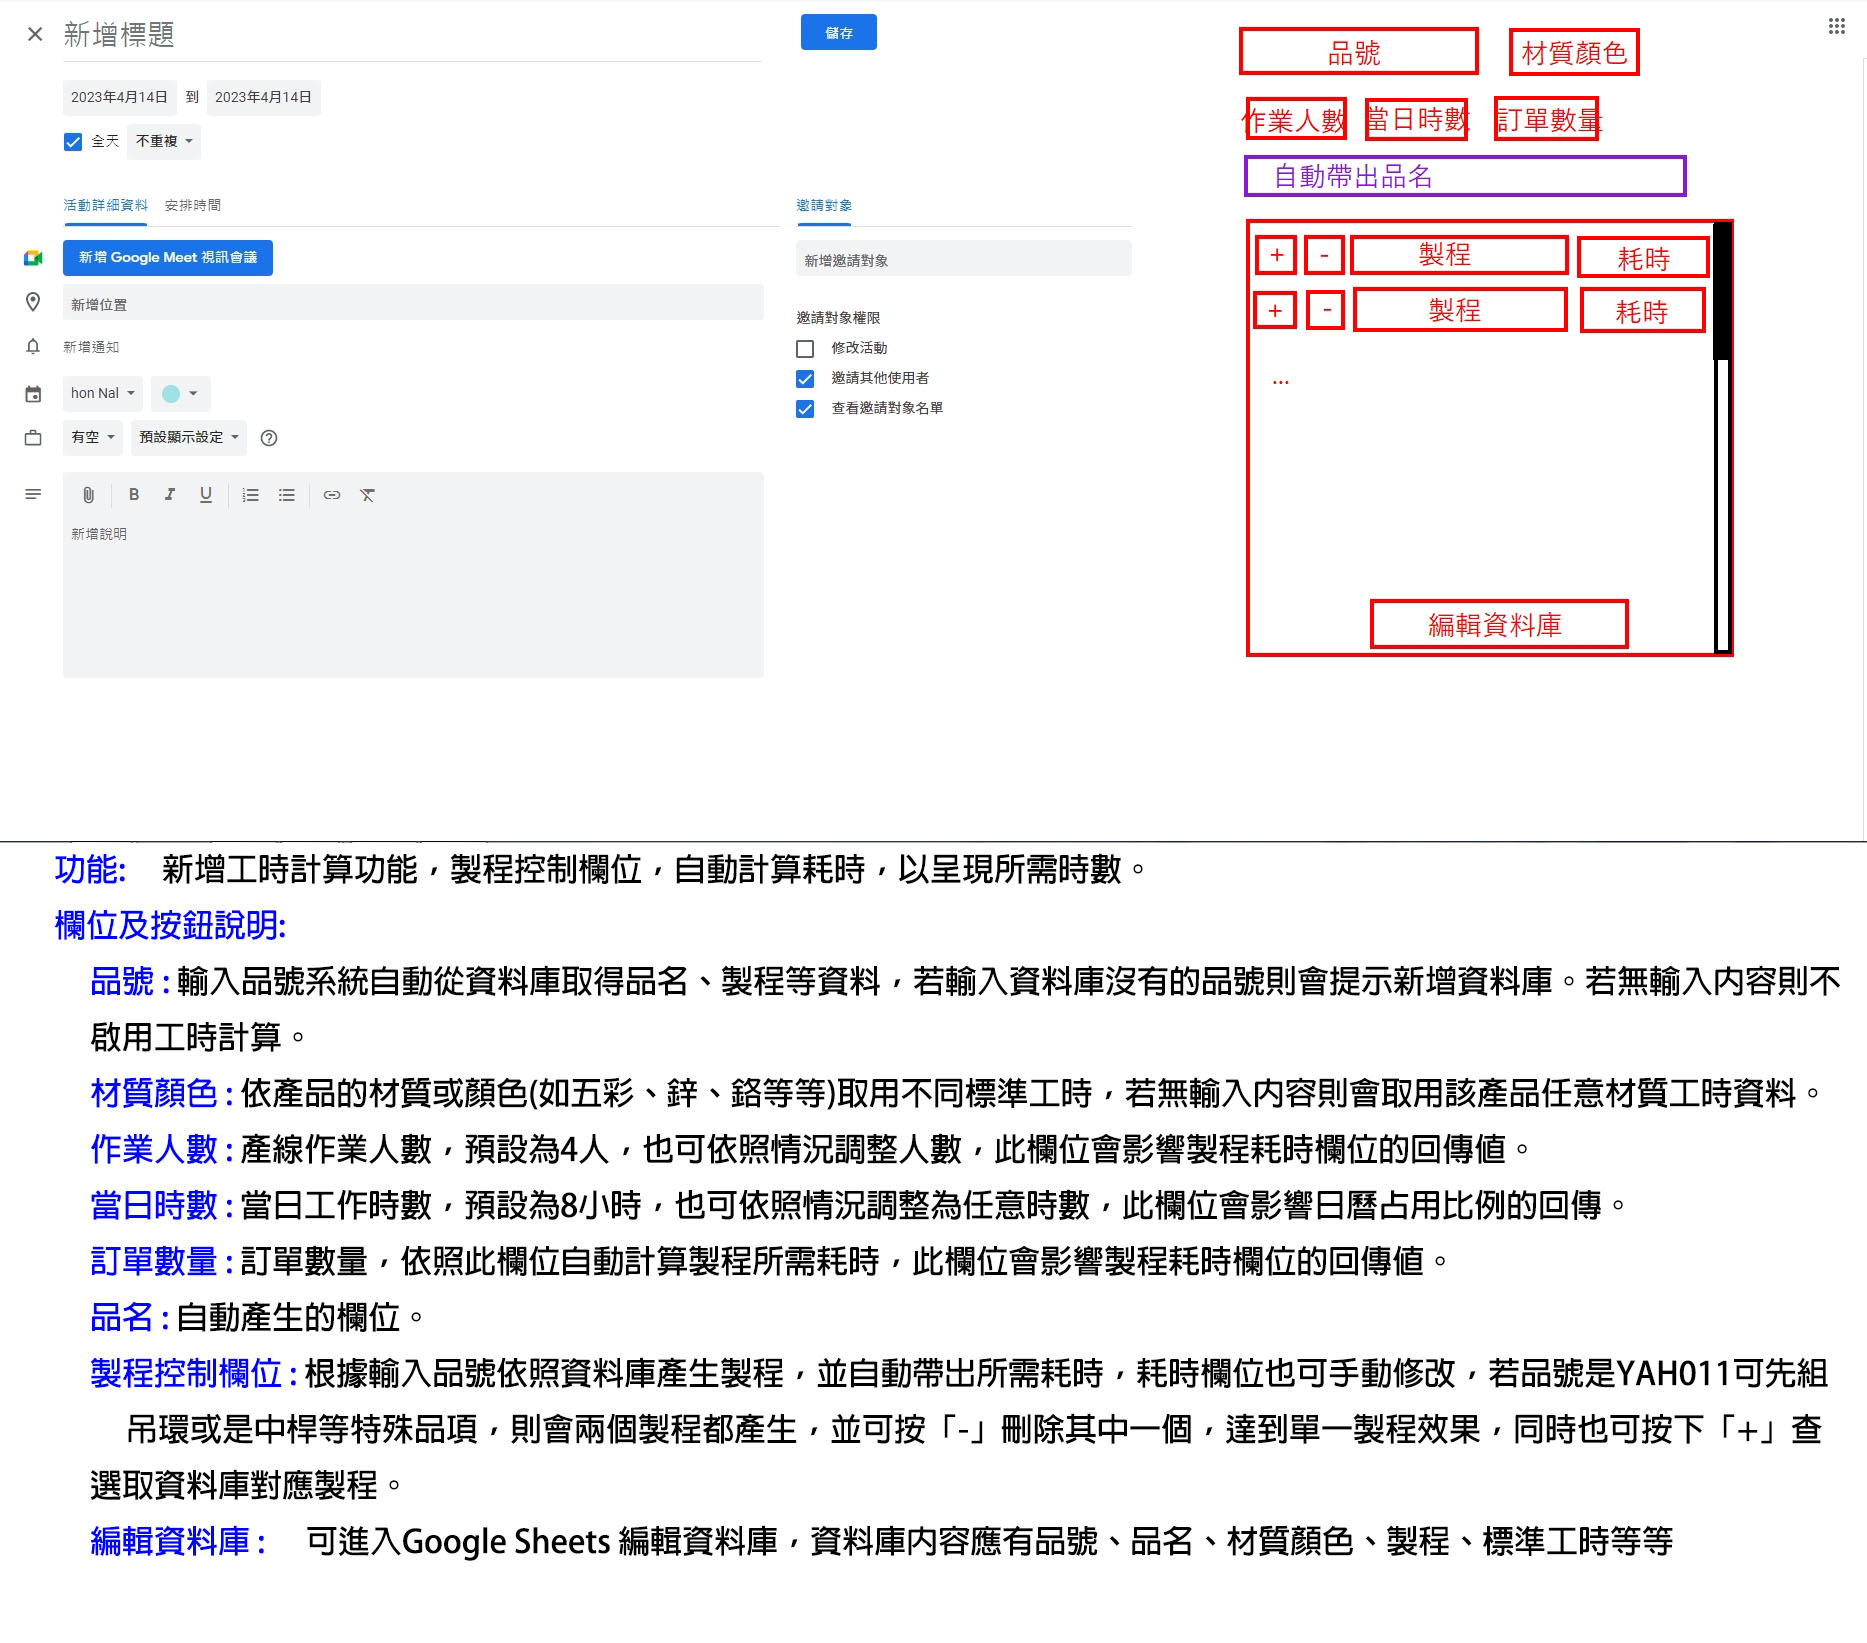 新增標題
儲存
2023年4月14日 到 2023年4月14日
全天 不重複
活動詳細資料 安排時間
新增 Google Meet 視訊會議
新增位置
新增通知
hon Nal
有空 預設顯示設定
B I U
新增說明
邀請對象
新增邀請對象
邀請對象權限
修改活動
邀請其他使用者
查看邀請對象名單
品號 材質顏色
作業人數 當日時數 訂單數量
自動帶出品名
+ - 製程 耗時
+ - 製程 耗時
...
編輯資料庫
功能: 新增工時計算功能，製程控制欄位，自動計算耗時，以呈現所需時數。
欄位及按鈕說明:
品號 : 輸入品號系統自動從資料庫取得品名、製程等資料，若輸入資料庫沒有的品號則會提示新增資料庫。若無輸入內容則不
啟用工時計算。
材質顏色 : 依產品的材質或顏色(如五彩、鋅、鉻等等)取用不同標準工時，若無輸入內容則會取用該產品任意材質工時資料。
作業人數 : 產線作業人數，預設為4人，也可依照情況調整人數，此欄位會影響製程耗時欄位的回傳值。
當日時數 : 當日工作時數，預設為8小時，也可依照情況調整為任意時數，此欄位會影響日曆占用比例的回傳。
訂單數量 : 訂單數量，依照此欄位自動計算製程所需耗時，此欄位會影響製程耗時欄位的回傳值。
品名 : 自動產生的欄位。
製程控制欄位 : 根據輸入品號依照資料庫產生製程，並自動帶出所需耗時，耗時欄位也可手動修改，若品號是YAH011可先組
吊環或是中桿等特殊品項，則會兩個製程都產生，並可按「-」刪除其中一個，達到單一製程效果，同時也可按下「+」查
選取資料庫對應製程。
編輯資料庫 : 可進入Google Sheets 編輯資料庫，資料庫內容應有品號、品名、材質顏色、製程、標準工時等等